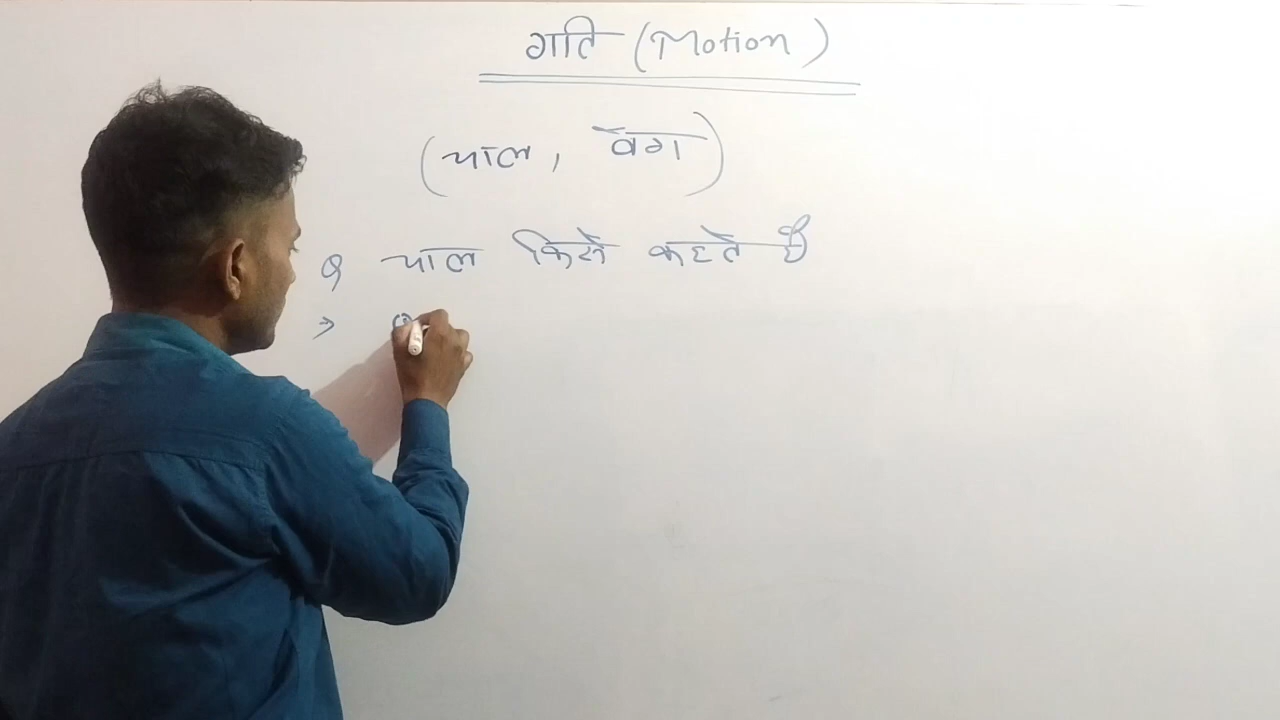 गति (Motion)
(चाल, वेग)
Q चाल किसे कहते है
→